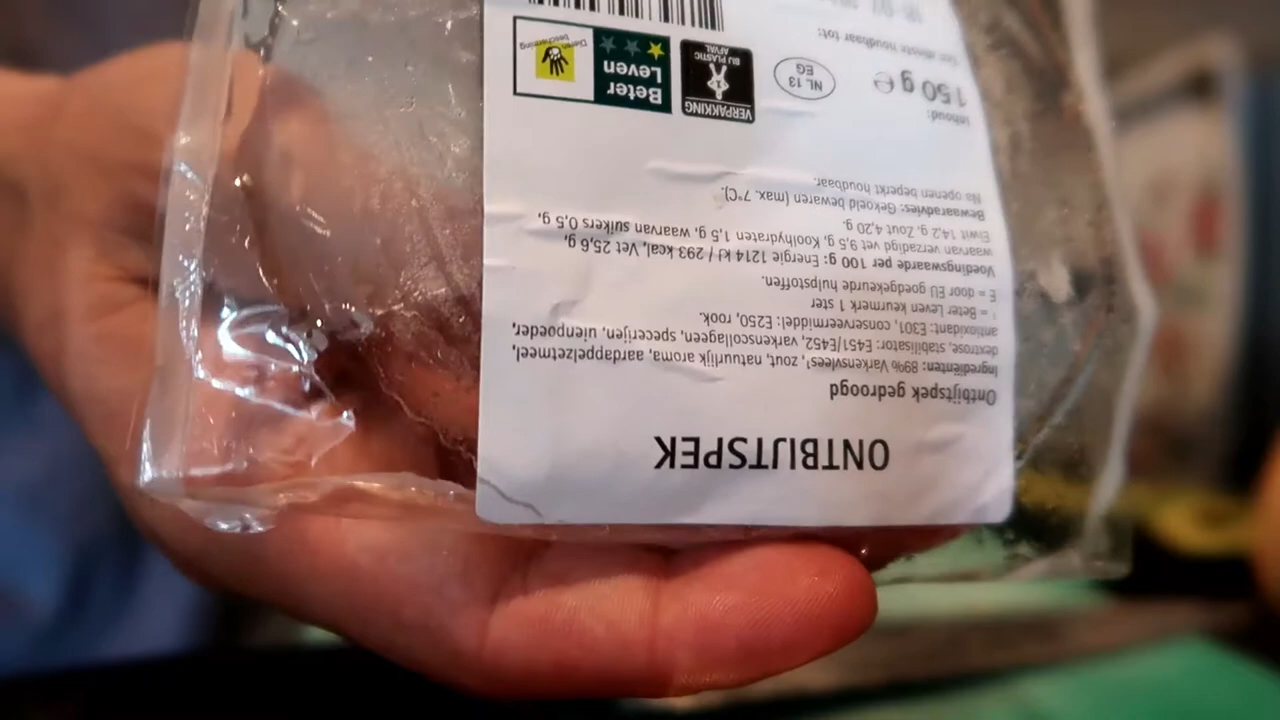 ONTBIJTSPEK
Ontbijtspek gedroogd
Ingrediënten: 89% Varkensvlees¹, zout, natuurlijk aroma, aardappelzetmeel,
dextrose, stabilisator: E451/E452, varkenscollageen, specerijen, uienpoeder,
antioxidant: E301, conserveermiddel: E250, rook.
¹ = Beter Leven keurmerk 1 ster
E = door EU goedgekeurde hulpstoffen.
Voedingswaarde per 100 g: Energie 1214 kJ / 293 kcal, Vet 25,6 g,
waarvan verzadigd vet 9,5 g, Koolhydraten 1,5 g, waarvan suikers 0,5 g,
Eiwit 14,2 g, Zout 4,20 g.
Bewaaradvies: Gekoeld bewaren (max. 7°C).
Na openen beperkt houdbaar.
Inhoud:
150 g e
NL 13
EG
VERPAKKING
BIJ PLASTIC
AFVAL
Beter
Leven
Dieren
bescherming
Ten minste houdbaar tot: